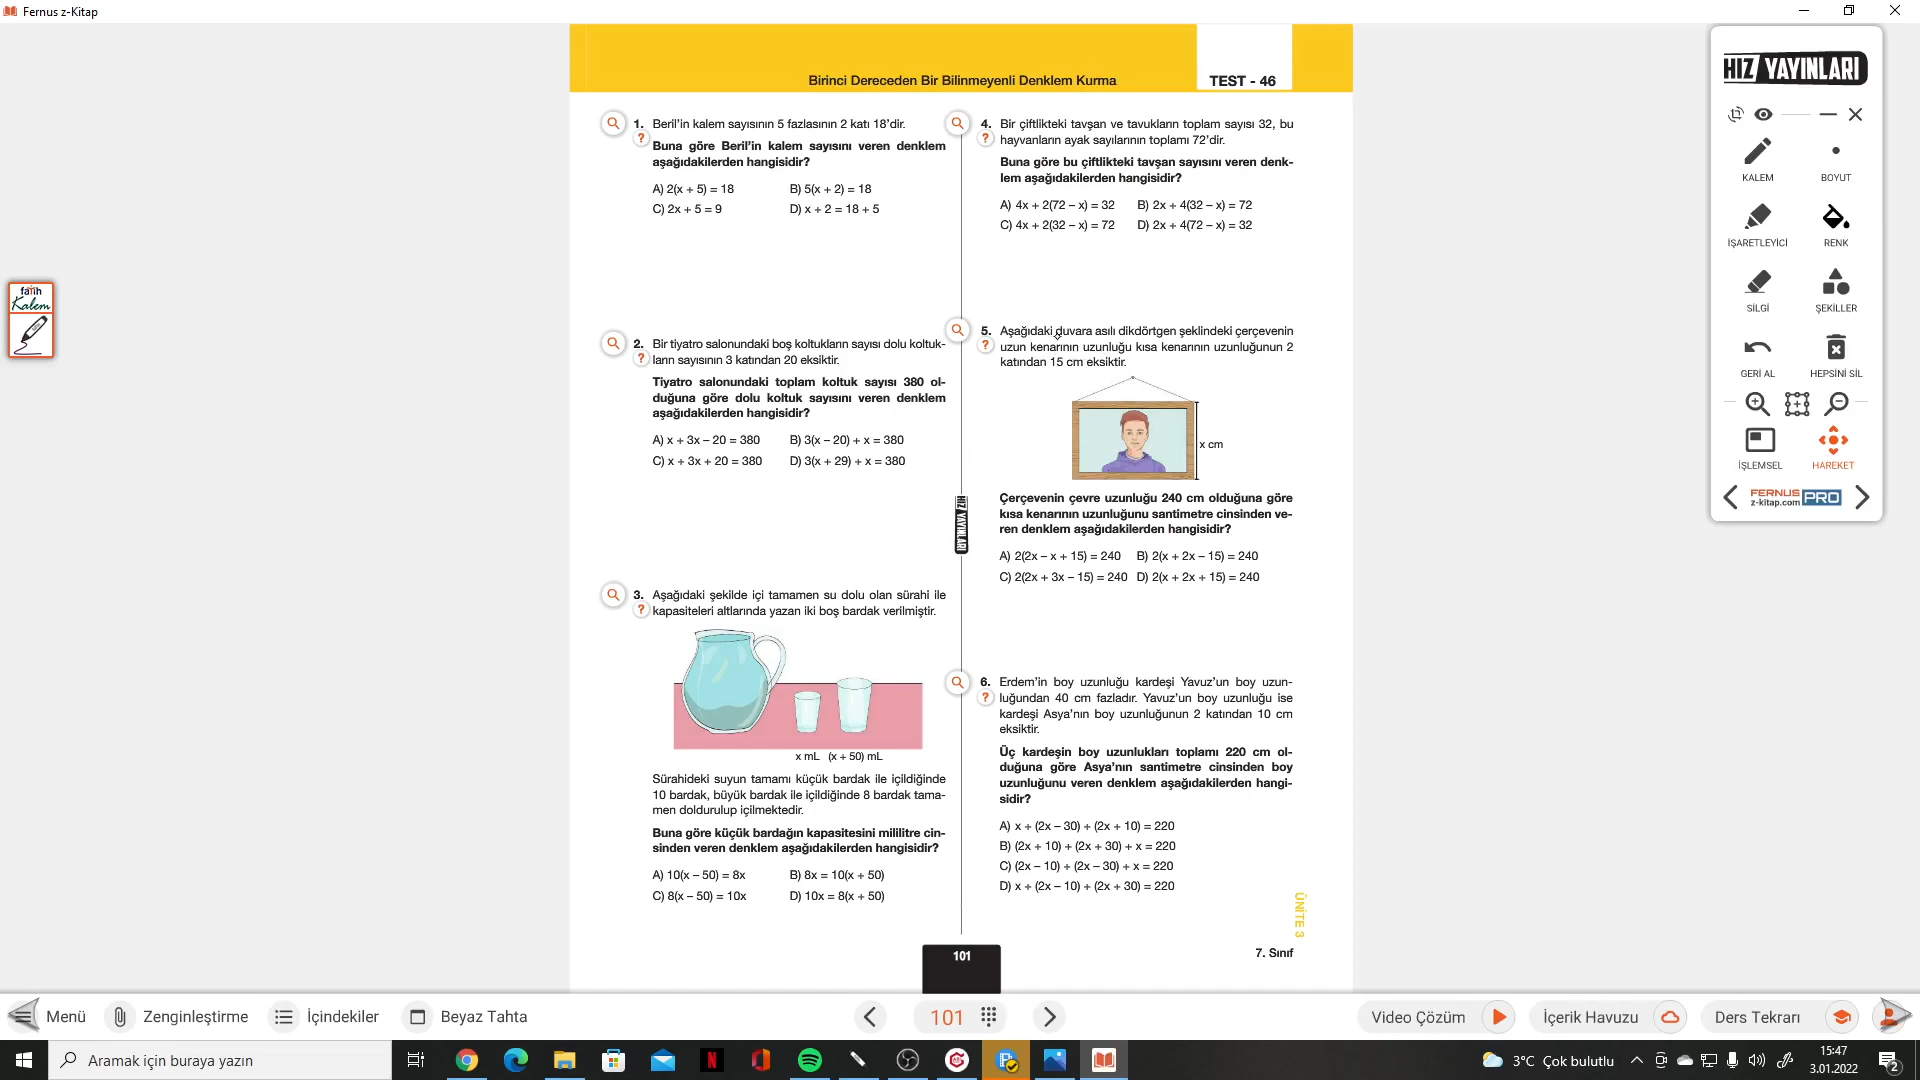 Fernus z-Kitap
Birinci Dereceden Bir Bilinmeyenli Denklem Kurma
TEST - 46
1. Beril’in kalem sayısının 5 fazlasının 2 katı 18’dir.
Buna göre Beril’in kalem sayısını veren denklem
aşağıdakilerden hangisidir?
A) 2(x + 5) = 18 B) 5(x + 2) = 18
C) 2x + 5 = 9 D) x + 2 = 18 + 5
2. Bir tiyatro salonundaki boş koltukların sayısı dolu koltuk-
ların sayısının 3 katından 20 eksiktir.
Tiyatro salonundaki toplam koltuk sayısı 380 ol-
duğuna göre dolu koltuk sayısını veren denklem
aşağıdakilerden hangisidir?
A) x + 3x – 20 = 380 B) 3(x – 20) + x = 380
C) x + 3x + 20 = 380 D) 3(x + 29) + x = 380
3. Aşağıdaki şekilde içi tamamen su dolu olan sürahi ile
kapasiteleri altlarında yazan iki boş bardak verilmiştir.
x mL (x + 50) mL
Sürahideki suyun tamamı küçük bardak ile içildiğinde
10 bardak, büyük bardak ile içildiğinde 8 bardak tama-
men doldurulup içilmektedir.
Buna göre küçük bardağın kapasitesini mililitre cin-
sinden veren denklem aşağıdakilerden hangisidir?
A) 10(x – 50) = 8x B) 8x = 10(x + 50)
C) 8(x – 50) = 10x D) 10x = 8(x + 50)
HIZ YAYINLARI
4. Bir çiftlikteki tavşan ve tavukların toplam sayısı 32, bu
hayvanların ayak sayılarının toplamı 72’dir.
Buna göre bu çiftlikteki tavşan sayısını veren denk-
lem aşağıdakilerden hangisidir?
A) 4x + 2(72 – x) = 32 B) 2x + 4(32 – x) = 72
C) 4x + 2(32 – x) = 72 D) 2x + 4(72 – x) = 32
5. Aşağıdaki duvara asılı dikdörtgen şeklindeki çerçevenin
uzun kenarının uzunluğu kısa kenarının uzunluğunun 2
katından 15 cm eksiktir.
x cm
Çerçevenin çevre uzunluğu 240 cm olduğuna göre
kısa kenarının uzunluğunu santimetre cinsinden ve-
ren denklem aşağıdakilerden hangisidir?
A) 2(2x – x + 15) = 240 B) 2(x + 2x – 15) = 240
C) 2(2x + 3x – 15) = 240 D) 2(x + 2x + 15) = 240
6. Erdem’in boy uzunluğu kardeşi Yavuz’un boy uzun-
luğundan 40 cm fazladır. Yavuz’un boy uzunluğu ise
kardeşi Asya’nın boy uzunluğunun 2 katından 10 cm
eksiktir.
Üç kardeşin boy uzunlukları toplamı 220 cm ol-
duğuna göre Asya’nın santimetre cinsinden boy
uzunluğunu veren denklem aşağıdakilerden hangi-
sidir?
A) x + (2x – 30) + (2x + 10) = 220
B) (2x + 10) + (2x + 30) + x = 220
C) (2x – 10) + (2x – 30) + x = 220
D) x + (2x – 10) + (2x + 30) = 220
ÜNİTE 3
101
7. Sınıf
fatih
Kalem
HIZ YAYINLARI
KALEM BOYUT
İŞARETLEYİCİ RENK
SİLGİ ŞEKİLLER
GERİ AL HEPSİNİ SİL
İŞLEMSEL HAREKET
FERNUS PRO
z-kitap.com
Menü Zenginleştirme İçindekiler Beyaz Tahta 101 Video Çözüm İçerik Havuzu Ders Tekrarı
Aramak için buraya yazın
3°C Çok bulutlu
15:47
3.01.2022
2